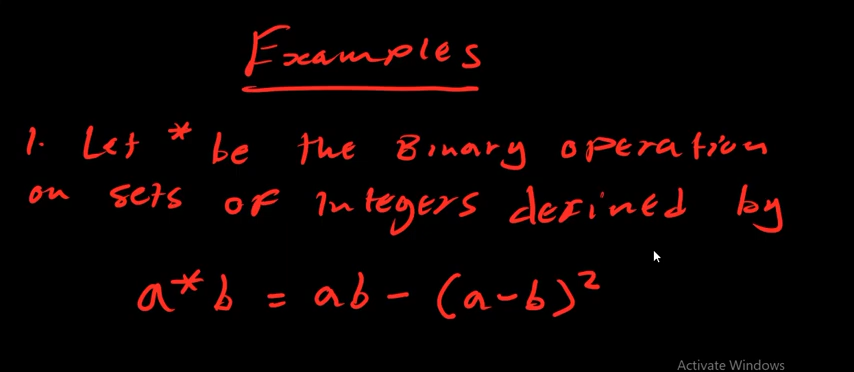 Examples
1. Let * be the Binary operation
on sets of Integers defined by
a*b = ab - (a-b)²
Activate Windows